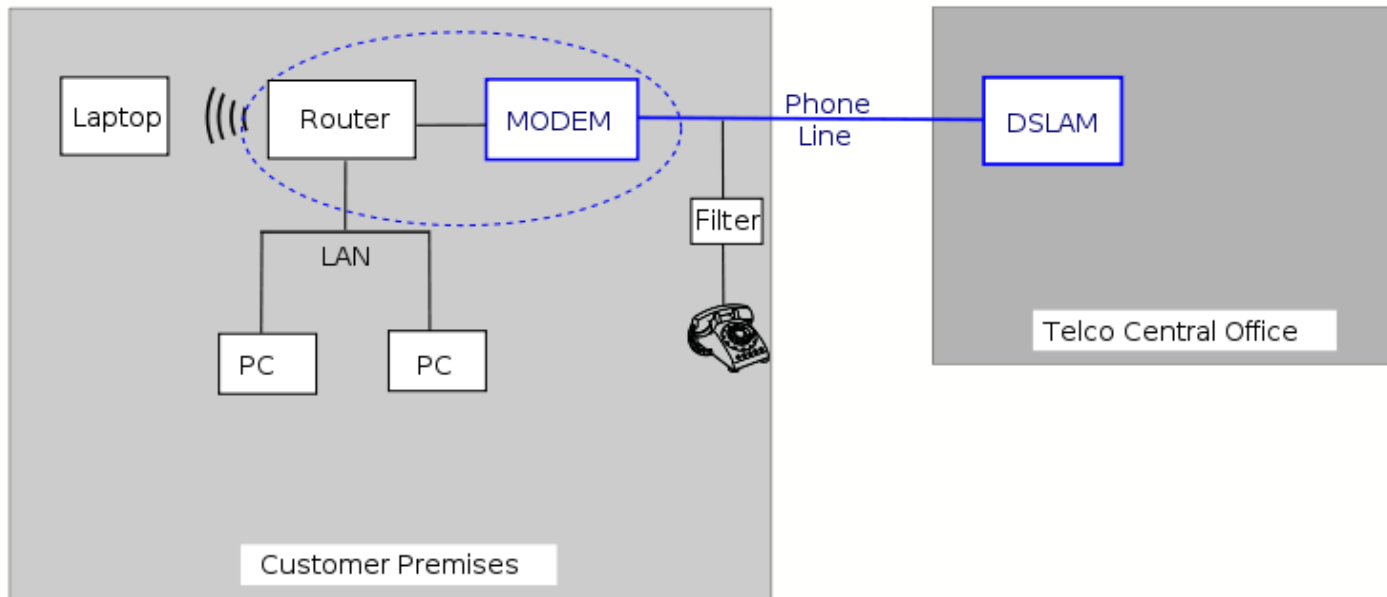 Laptop
Router
MODEM
Phone
Line
DSLAM
Filter
LAN
PC
PC
Telco Central Office
Customer Premises